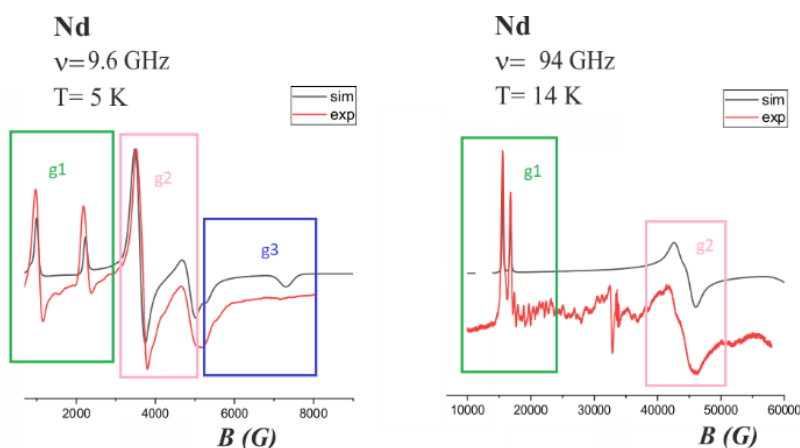 Nd
ν= 9.6 GHz
T= 5 K
sim
exp
g1
g2
g3
2000 4000 6000 8000
B (G)
Nd
ν= 94 GHz
T= 14 K
sim
exp
g1
g2
10000 20000 30000 40000 50000 60000
B (G)